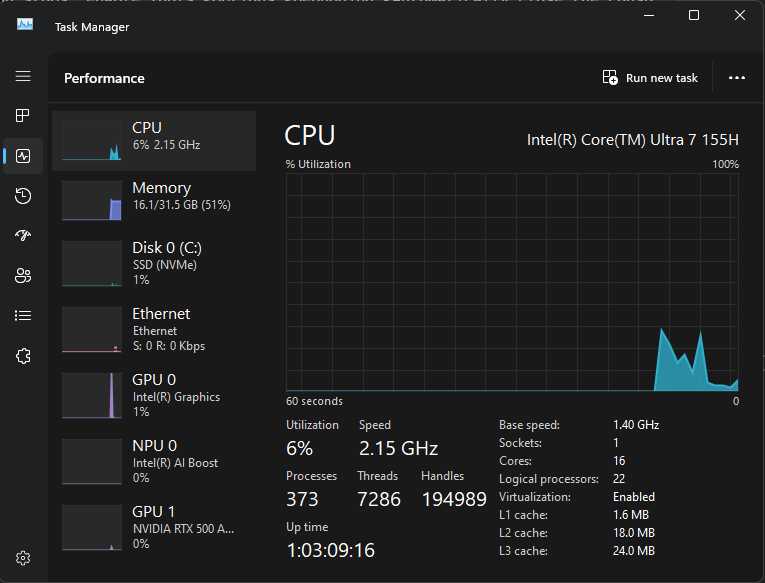 Task Manager
Performance
Run new task
CPU
6% 2.15 GHz
Memory
16.1/31.5 GB (51%)
Disk 0 (C:)
SSD (NVMe)
1%
Ethernet
Ethernet
S: 0 R: 0 Kbps
GPU 0
Intel(R) Graphics
1%
NPU 0
Intel(R) AI Boost
0%
GPU 1
NVIDIA RTX 500 A...
0%
CPU
Intel(R) Core(TM) Ultra 7 155H
% Utilization
100%
60 seconds
0
Utilization
Speed
6%
2.15 GHz
Processes
Threads
Handles
373
7286
194989
Up time
1:03:09:16
Base speed: 1.40 GHz
Sockets: 1
Cores: 16
Logical processors: 22
Virtualization: Enabled
L1 cache: 1.6 MB
L2 cache: 18.0 MB
L3 cache: 24.0 MB